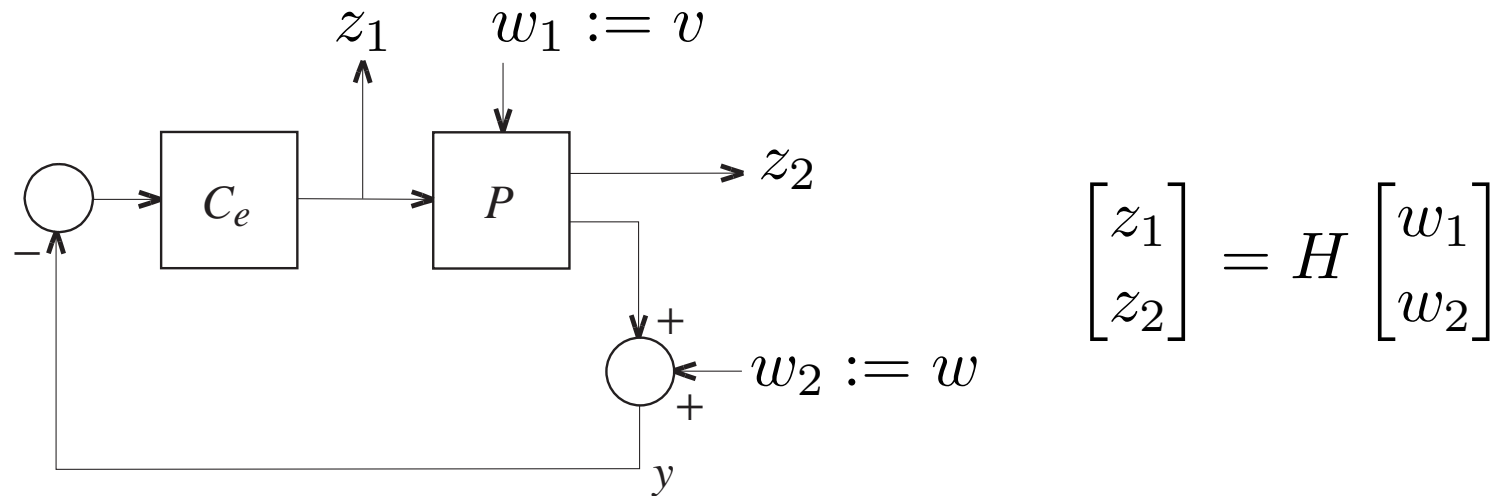 z₁ w₁ := v
Cₑ P z₂
−
+
w₂ := w
+
y
[z₁ z₂] = H [w₁ w₂]